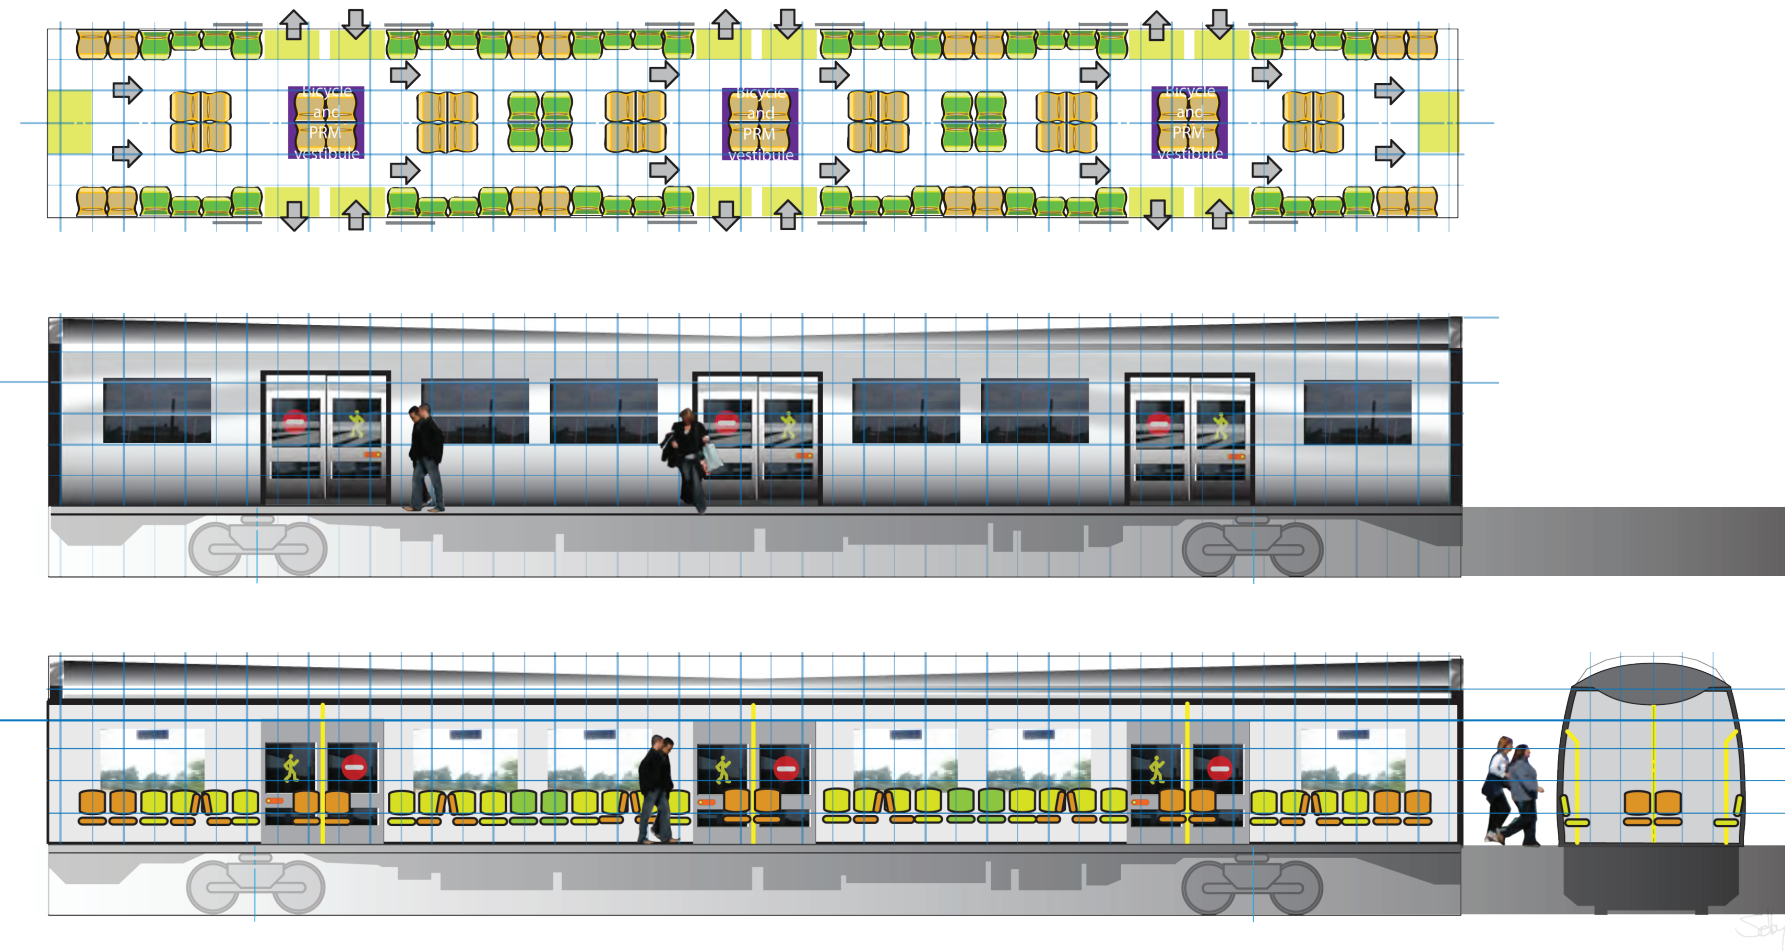 Bicycle
and
PRM
vestibule
Bicycle
and
PRM
vestibule
Bicycle
and
PRM
vestibule